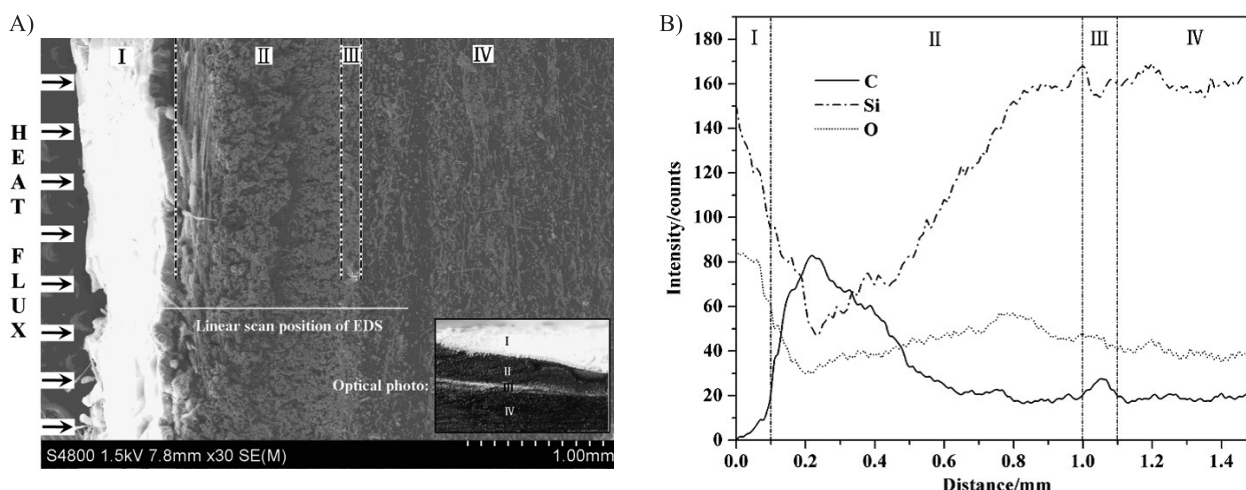 A)
I II III IV
HEAT FLUX
Linear scan position of EDS
Optical photo:
I
II
III
IV
S4800 1.5kV 7.8mm x30 SE(M) 1.00mm
B)
180
160
140
120
100
80
60
40
20
0
Intensity/counts
I II III IV
C
Si
O
0.0 0.2 0.4 0.6 0.8 1.0 1.2 1.4
Distance/mm